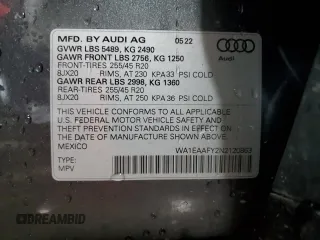 MFD. BY AUDI AG 05.22
Audi
GVWR LBS 5489, KG 2490
GAWR FRONT LBS 2756, KG 1250
FRONT-TIRES 255/45 R20
8JX20 RIMS, AT 230 KPA33 PSI COLD
GAWR REAR LBS 2998, KG 1360
REAR-TIRES 255/45 R20
8JX20 RIMS, AT 250 KPA36 PSI COLD
THIS VEHICLE CONFORMS TO ALL APPLICABLE
U.S. FEDERAL MOTOR VEHICLE SAFETY AND THEFT
PREVENTION STANDARDS IN EFFECT ON THE
DATE OF MANUFACTURE SHOWN ABOVE.
MEXICO
TYPE:
MPV
DREAMBID